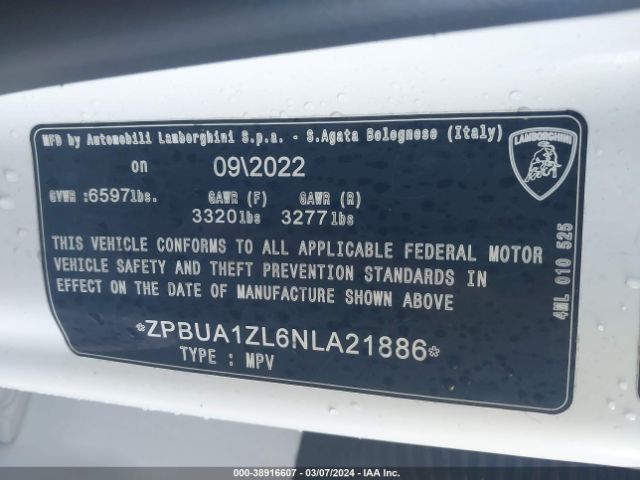 MFD by Automobili Lamborghini S.p.a. - S.Agata Bolognese (Italy)
on 09\2022
GVWR :6597lbs. GAWR (F) GAWR (R)
3320lbs 3277lbs
THIS VEHICLE CONFORMS TO ALL APPLICABLE FEDERAL MOTOR
VEHICLE SAFETY AND THEFT PREVENTION STANDARDS IN
EFFECT ON THE DATE OF MANUFACTURE SHOWN ABOVE
*ZPBUA1ZL6NLA21886*
TYPE : MPV
LAMBORGHINI
4ML 010 525
000-38916607 — 03/07/2024 — IAA Inc.